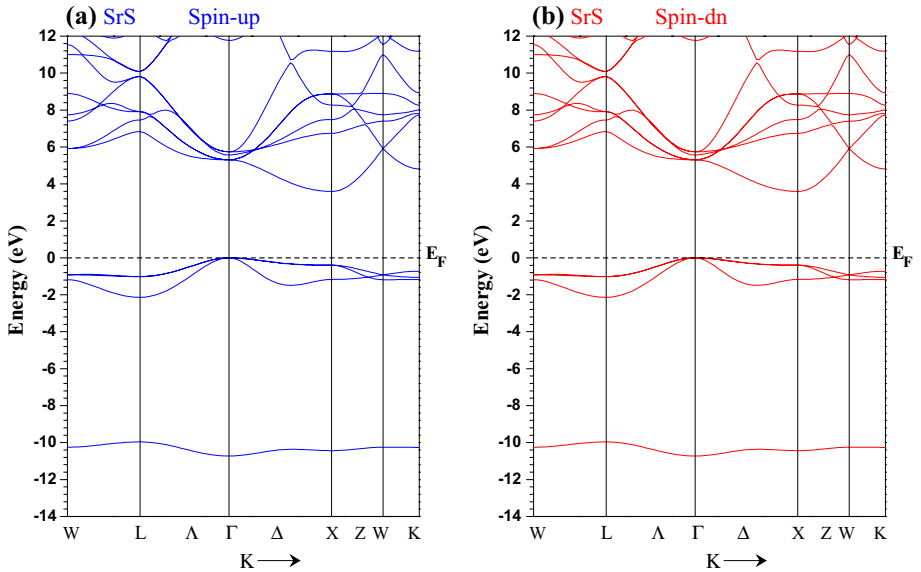 (a) SrS Spin-up
12
10
8
6
4
2
0
-2
-4
-6
-8
-10
-12
-14
Energy (eV)
E_F
W L Λ Γ Δ X Z W K
K
(b) SrS Spin-dn
12
10
8
6
4
2
0
-2
-4
-6
-8
-10
-12
-14
Energy (eV)
E_F
W L Λ Γ Δ X Z W K
K